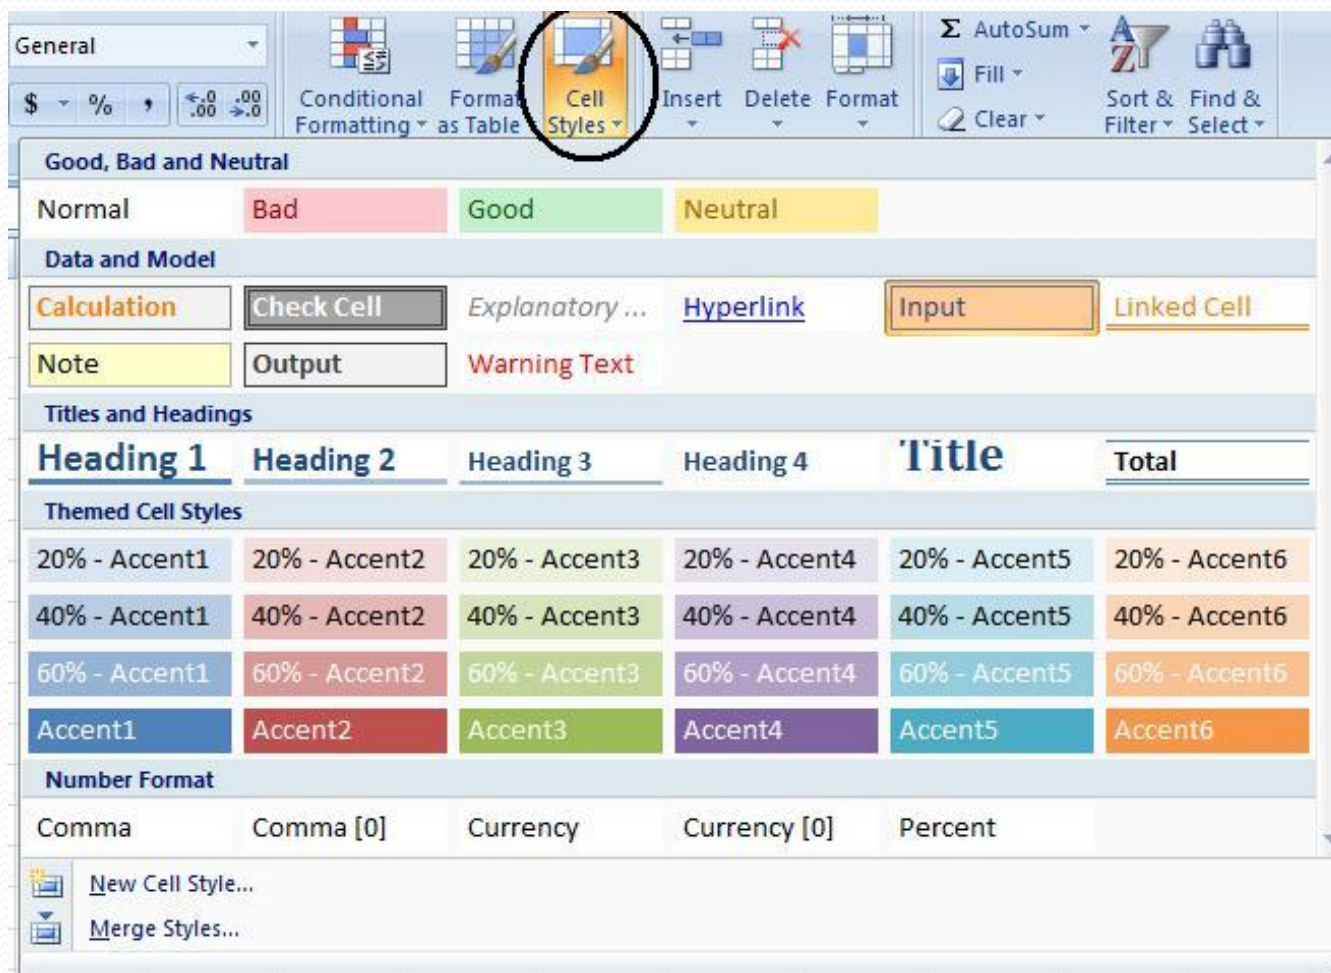 General
AutoSum
Fill
Clear
$ % , .0 .00 .00 .0
Conditional Formatting
Format as Table
Cell Styles
Insert
Delete
Format
Sort & Filter
Find & Select
Good, Bad and Neutral
Normal Bad Good Neutral
Data and Model
Calculation Check Cell Explanatory ... Hyperlink Input Linked Cell
Note Output Warning Text
Titles and Headings
Heading 1 Heading 2 Heading 3 Heading 4 Title Total
Themed Cell Styles
20% - Accent1 20% - Accent2 20% - Accent3 20% - Accent4 20% - Accent5 20% - Accent6
40% - Accent1 40% - Accent2 40% - Accent3 40% - Accent4 40% - Accent5 40% - Accent6
60% - Accent1 60% - Accent2 60% - Accent3 60% - Accent4 60% - Accent5 60% - Accent6
Accent1 Accent2 Accent3 Accent4 Accent5 Accent6
Number Format
Comma Comma [0] Currency Currency [0] Percent
New Cell Style...
Merge Styles...